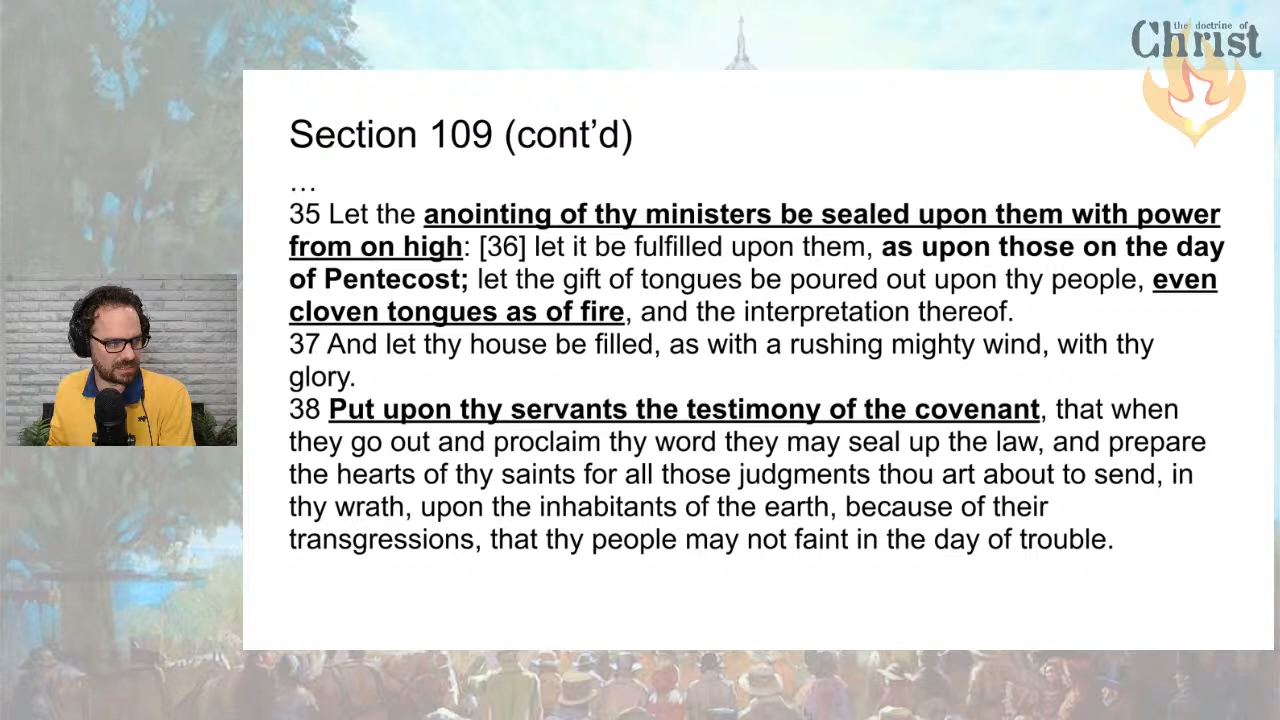 the doctrine of
Christ
Section 109 (cont’d)
…
35 Let the anointing of thy ministers be sealed upon them with power
from on high: [36] let it be fulfilled upon them, as upon those on the day
of Pentecost; let the gift of tongues be poured out upon thy people, even
cloven tongues as of fire, and the interpretation thereof.
37 And let thy house be filled, as with a rushing mighty wind, with thy
glory.
38 Put upon thy servants the testimony of the covenant, that when
they go out and proclaim thy word they may seal up the law, and prepare
the hearts of thy saints for all those judgments thou art about to send, in
thy wrath, upon the inhabitants of the earth, because of their
transgressions, that thy people may not faint in the day of trouble.